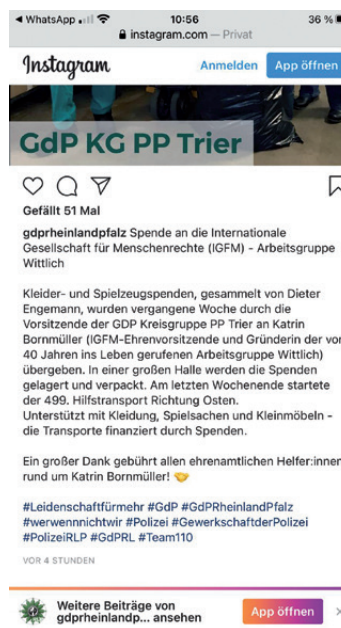 WhatsApp
10:56
36 %
instagram.com — Privat
Instagram
Anmelden
App öffnen
GdP KG PP Trier
Gefällt 51 Mal
gdprheinlandpfalz Spende an die Internationale
Gesellschaft für Menschenrechte (IGFM) - Arbeitsgruppe
Wittlich
Kleider- und Spielzeugspenden, gesammelt von Dieter
Engemann, wurden vergangene Woche durch die
Vorsitzende der GDP Kreisgruppe PP Trier an Katrin
Bornmüller (IGFM-Ehrenvorsitzende und Gründerin der vor
40 Jahren ins Leben gerufenen Arbeitsgruppe Wittlich)
übergeben. In einer großen Halle werden die Spenden
gelagert und verpackt. Am letzten Wochenende startete
der 499. Hilfstransport Richtung Osten.
Unterstützt mit Kleidung, Spielsachen und Kleinmöbeln -
die Transporte finanziert durch Spenden.
Ein großer Dank gebührt allen ehrenamtlichen Helfer:innen
rund um Katrin Bornmüller! 🤝
#Leidenschaftfürmehr #GdP #GdPRheinlandPfalz
#werwennnichtwir #Polizei #GewerkschaftderPolizei
#PolizeiRLP #GdPRL #Team110
VOR 4 STUNDEN
Weitere Beiträge von
gdprheinlandp... ansehen
App öffnen